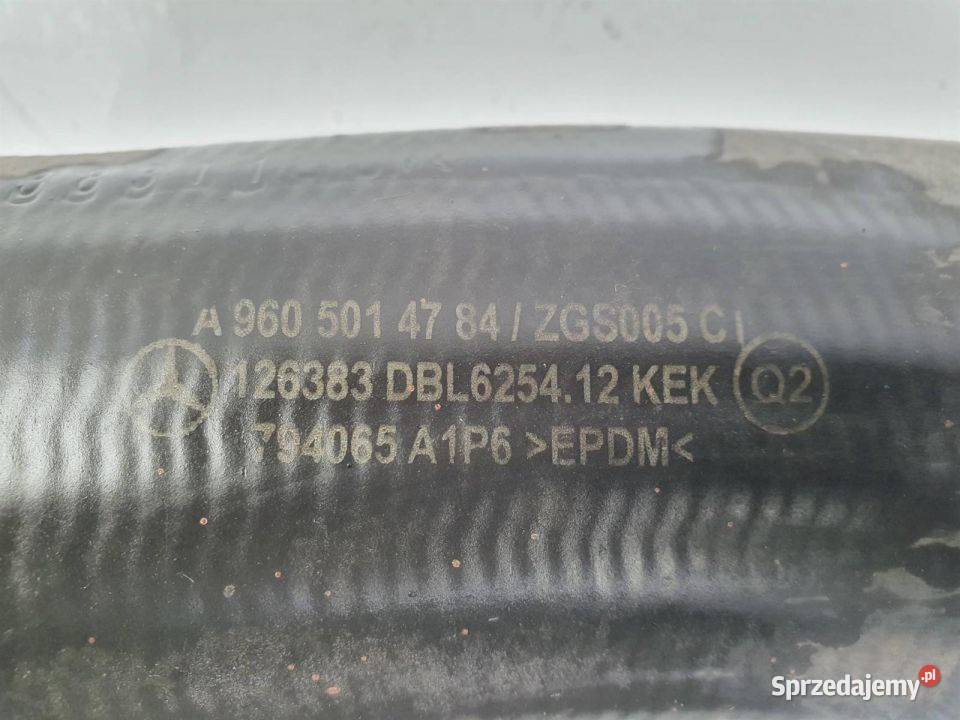 A 960 501 47 84 / ZGS005 C I
126383 DBL6254.12 KEK Q2
794065 A1P6 >EPDM<
Sprzedajemy.pl